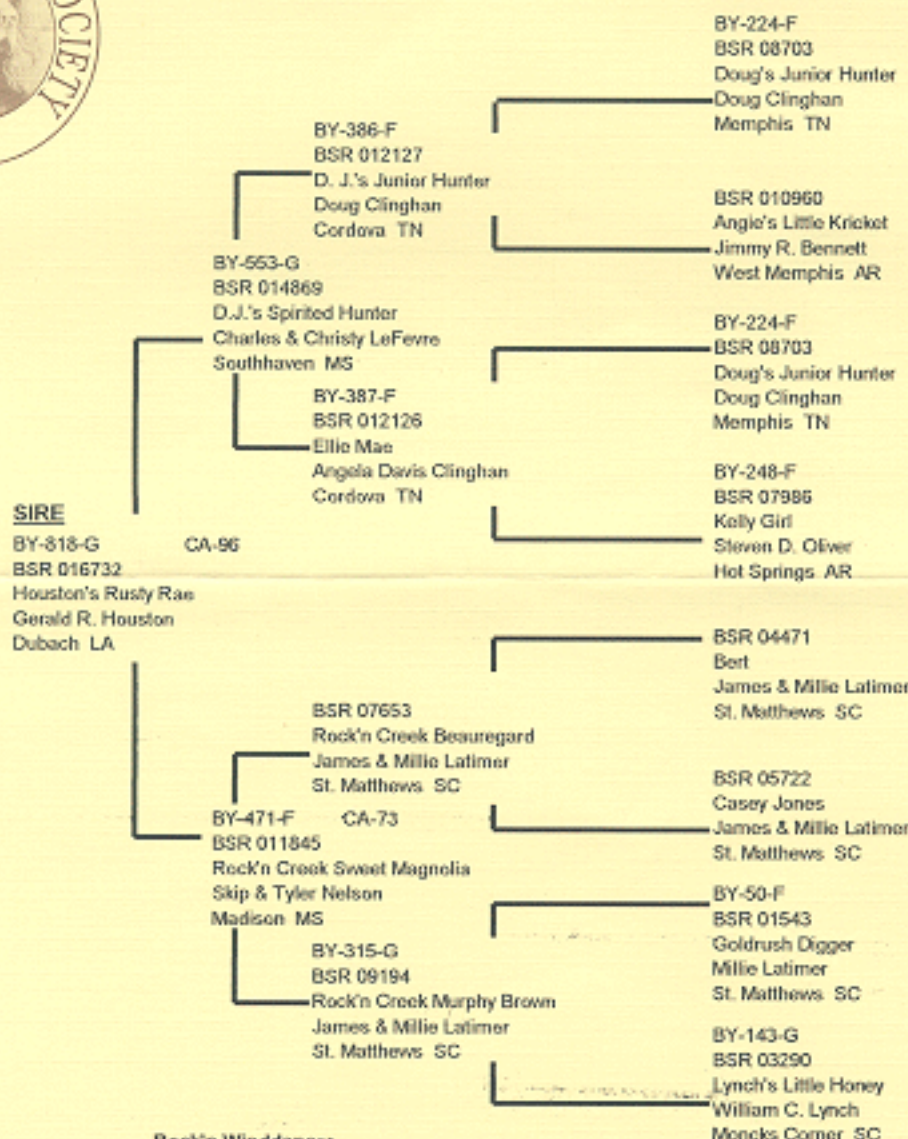 OCIETY
BY-224-F
BSR 08703
Doug's Junior Hunter
Doug Clinghan
Memphis TN
BY-386-F
BSR 012127
D. J.'s Junior Hunter
Doug Clinghan
Cordova TN
BSR 010960
Angie's Little Kricket
Jimmy R. Bennett
West Memphis AR
BY-553-G
BSR 014869
D.J.'s Spirited Hunter
Charles & Christy LeFevre
Southhaven MS
BY-224-F
BSR 08703
Doug's Junior Hunter
Doug Clinghan
Memphis TN
BY-387-F
BSR 012126
Ellie Mae
Angela Davis Clinghan
Cordova TN
BY-248-F
BSR 07986
Kelly Girl
Steven D. Oliver
Hot Springs AR
SIRE
BY-818-G CA-96
BSR 016732
Houston's Rusty Rae
Gerald R. Houston
Dubach LA
BSR 04471
Bert
James & Millie Latimer
St. Matthews SC
BSR 07653
Rock'n Creek Beauregard
James & Millie Latimer
St. Matthews SC
BSR 05722
Casey Jones
James & Millie Latimer
St. Matthews SC
BY-471-F CA-73
BSR 011845
Rock'n Creek Sweet Magnolia
Skip & Tyler Nelson
Madison MS
BY-50-F
BSR 01543
Goldrush Digger
Millie Latimer
St. Matthews SC
BY-315-G
BSR 09194
Rock'n Creek Murphy Brown
James & Millie Latimer
St. Matthews SC
BY-143-G
BSR 03290
Lynch's Little Honey
William C. Lynch
Moncks Corner SC